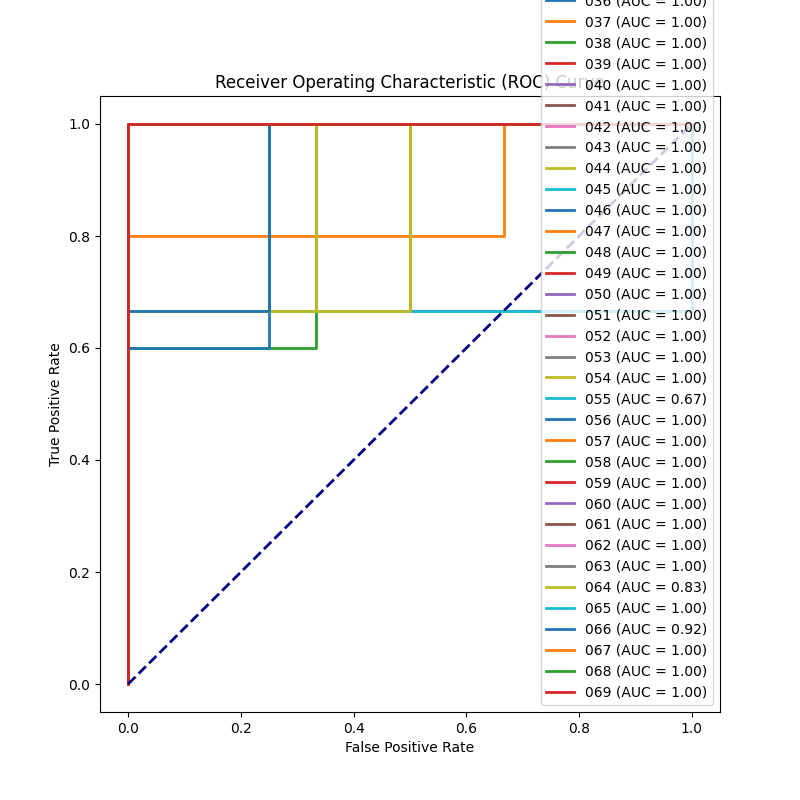 036 (AUC = 1.00)
037 (AUC = 1.00)
038 (AUC = 1.00)
039 (AUC = 1.00)
Receiver Operating Characteristic (ROC) Curve
040 (AUC = 1.00)
041 (AUC = 1.00)
042 (AUC = 1.00)
043 (AUC = 1.00)
044 (AUC = 1.00)
045 (AUC = 1.00)
046 (AUC = 1.00)
047 (AUC = 1.00)
048 (AUC = 1.00)
049 (AUC = 1.00)
050 (AUC = 1.00)
051 (AUC = 1.00)
052 (AUC = 1.00)
053 (AUC = 1.00)
054 (AUC = 1.00)
055 (AUC = 0.67)
056 (AUC = 1.00)
057 (AUC = 1.00)
058 (AUC = 1.00)
059 (AUC = 1.00)
060 (AUC = 1.00)
061 (AUC = 1.00)
062 (AUC = 1.00)
063 (AUC = 1.00)
064 (AUC = 0.83)
065 (AUC = 1.00)
066 (AUC = 0.92)
067 (AUC = 1.00)
068 (AUC = 1.00)
069 (AUC = 1.00)
True Positive Rate
1.0
0.8
0.6
0.4
0.2
0.0
0.0 0.2 0.4 0.6 0.8 1.0
False Positive Rate